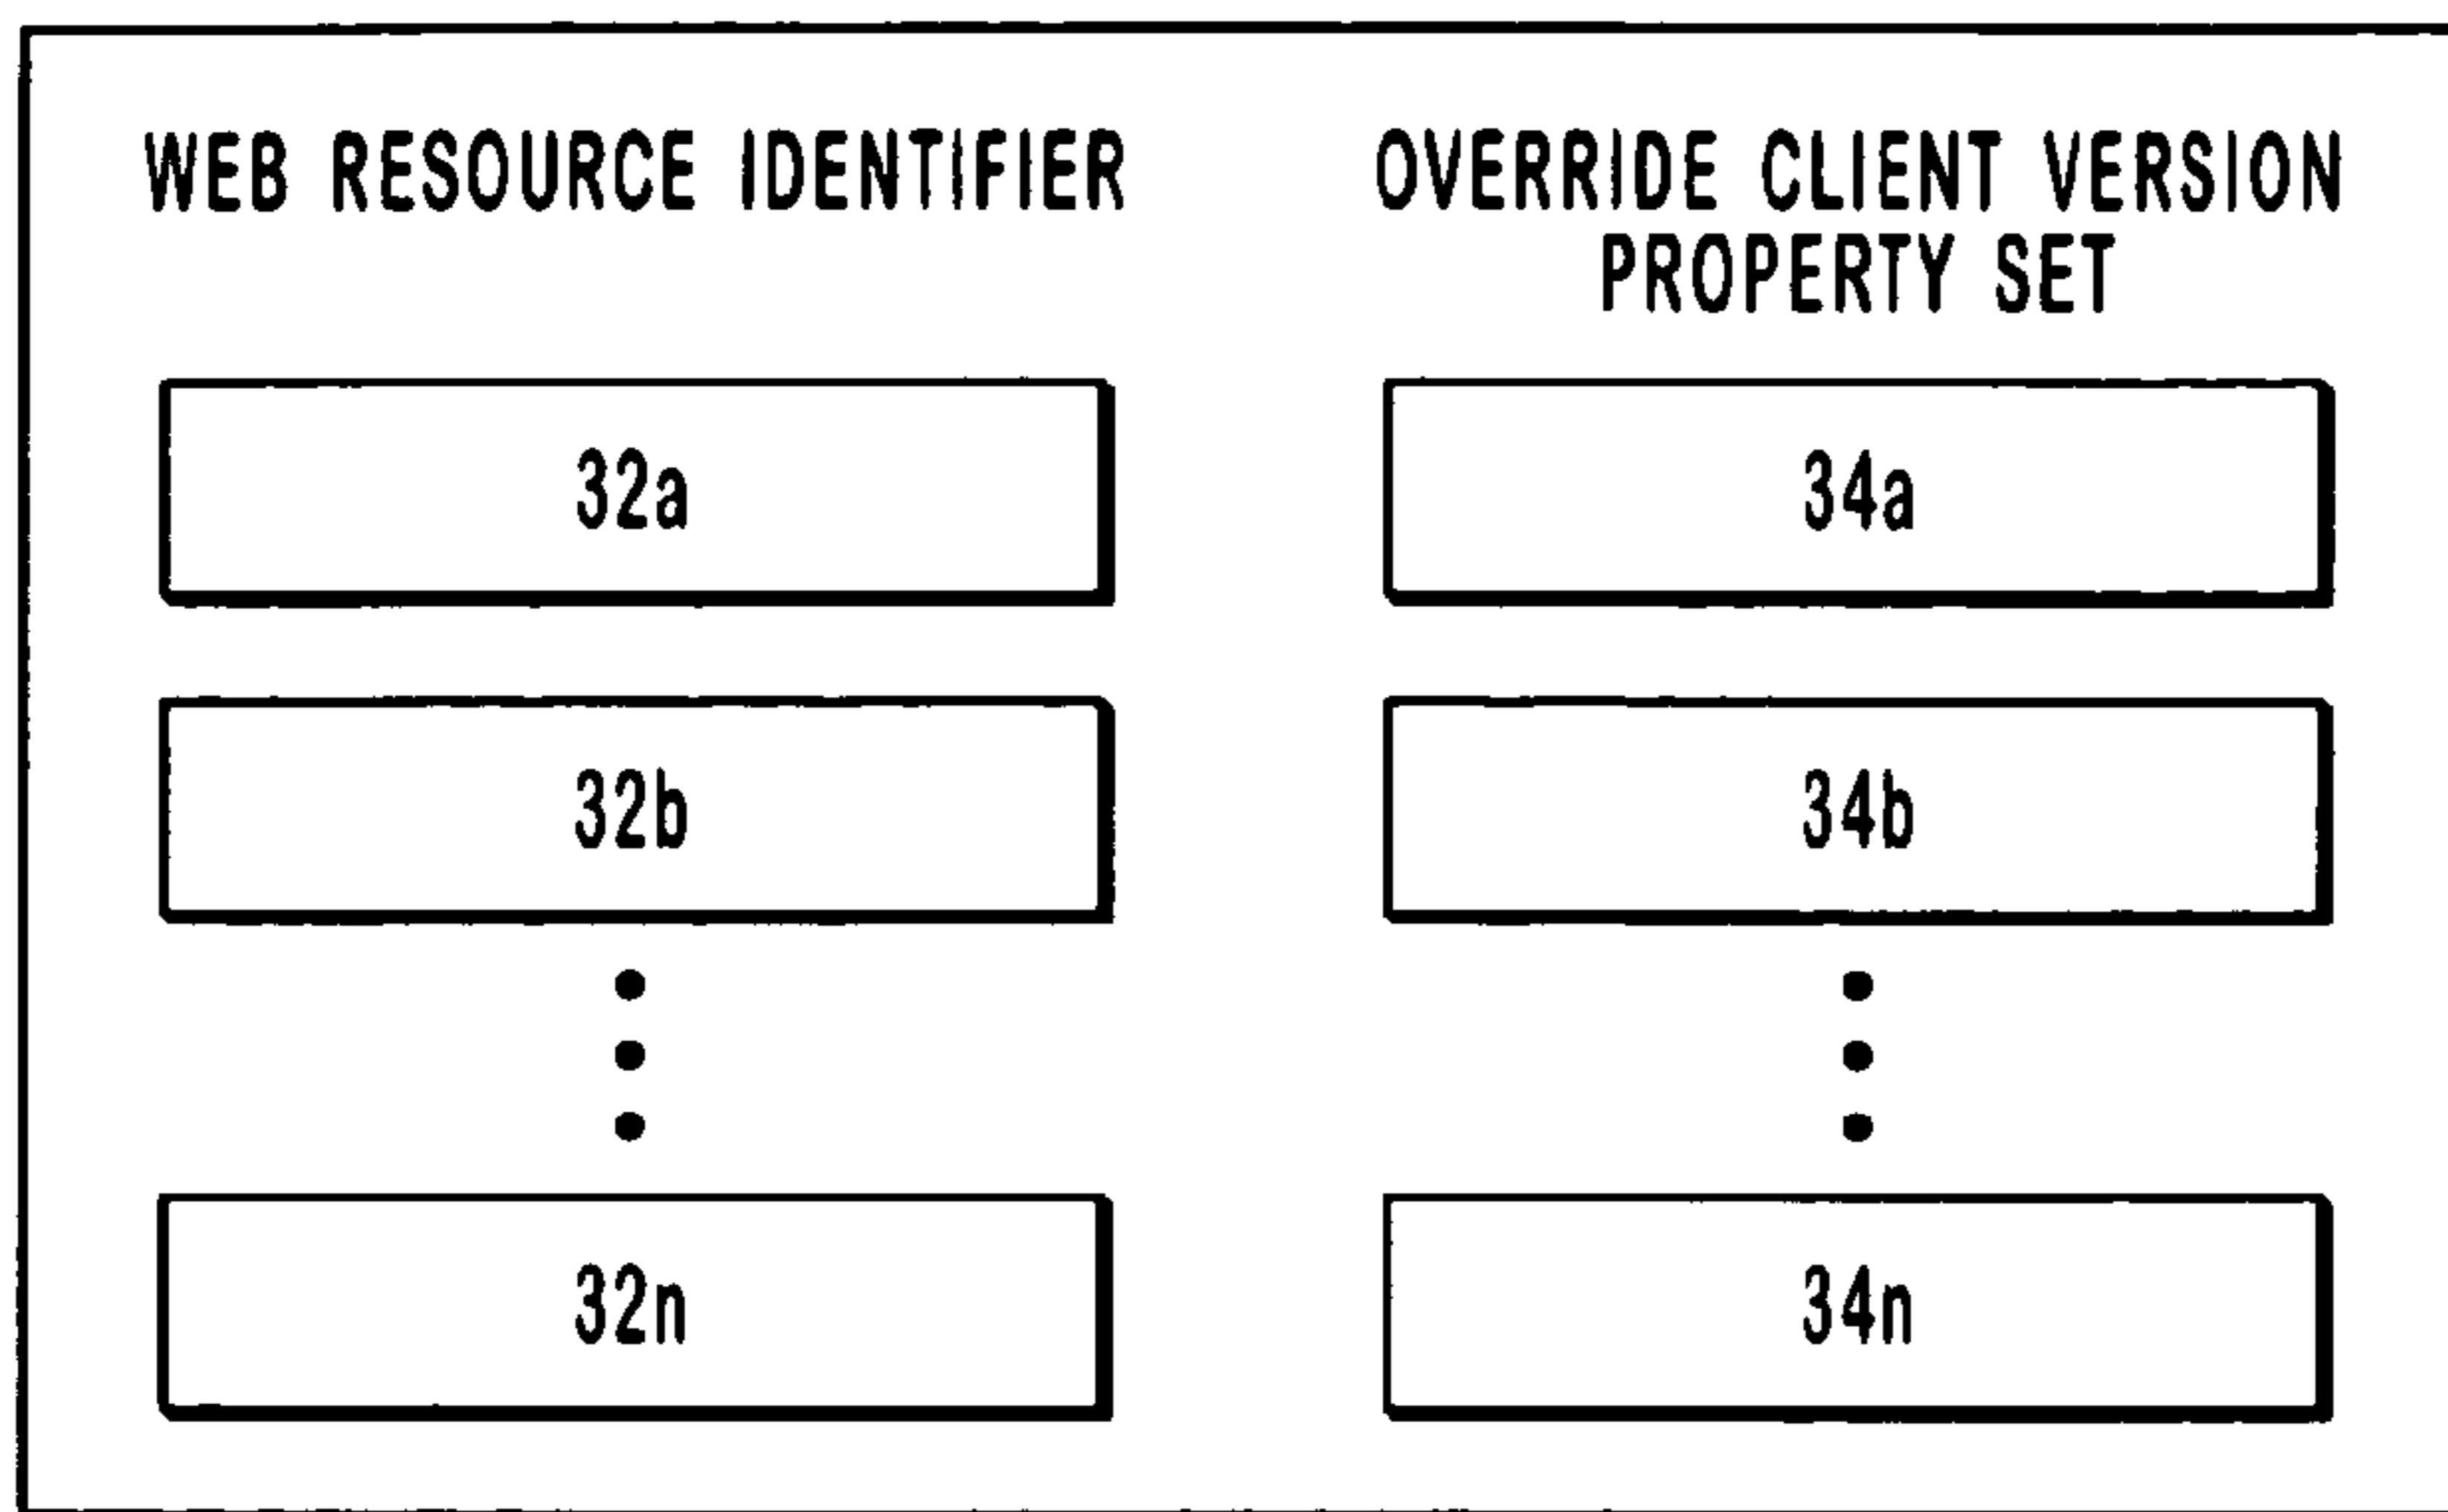 WEB RESOURCE IDENTIFIER
OVERRIDE CLIENT VERSION
PROPERTY SET
32a
34a
32b
34b
32n
34n